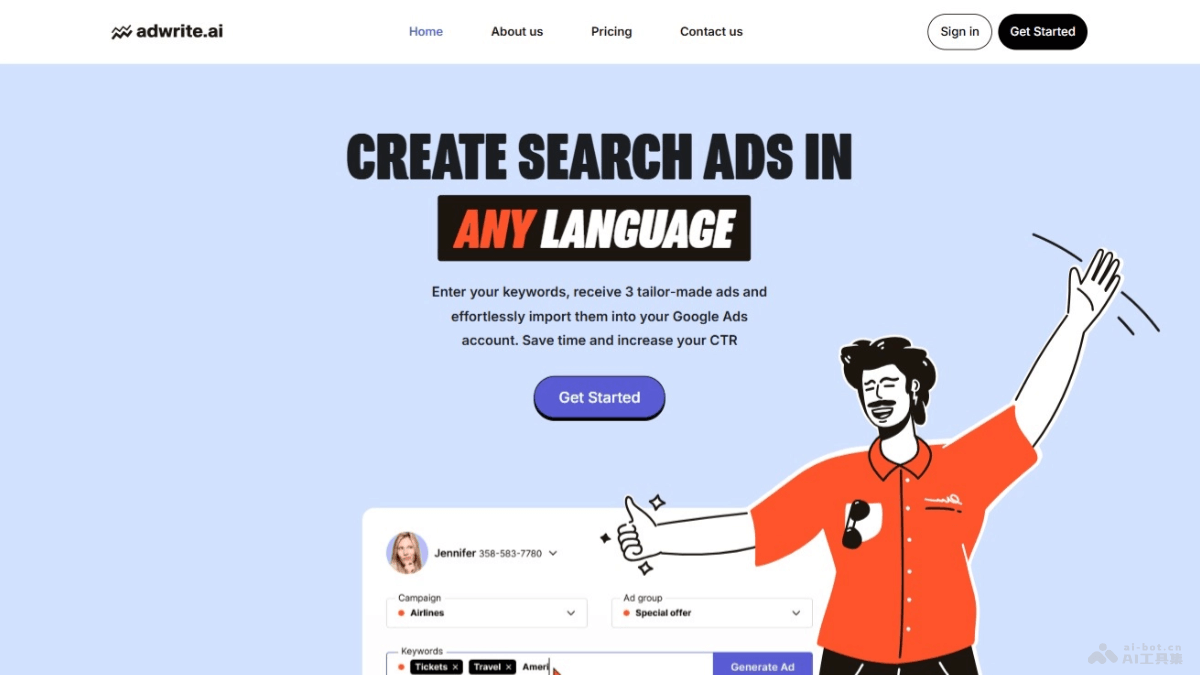 adwrite.ai
Home About us Pricing Contact us
Sign in Get Started
CREATE SEARCH ADS IN
ANY LANGUAGE
Enter your keywords, receive 3 tailor-made ads and
effortlessly import them into your Google Ads
account. Save time and increase your CTR
Get Started
Jennifer 358-583-7780
Campaign
Airlines
Ad group
Special offer
Keywords
Tickets × Travel × Ameri
Generate Ad
ai-bot.cn
AI工具集